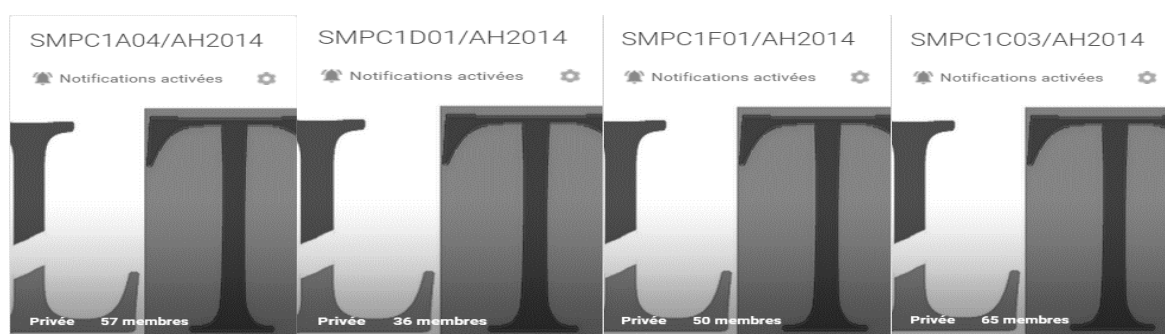 SMPC1A04/AH2014
Notifications activées
Privée 57 membres
SMPC1D01/AH2014
Notifications activées
Privée 36 membres
SMPC1F01/AH2014
Notifications activées
Privée 50 membres
SMPC1C03/AH2014
Notifications activées
Privée 65 membres